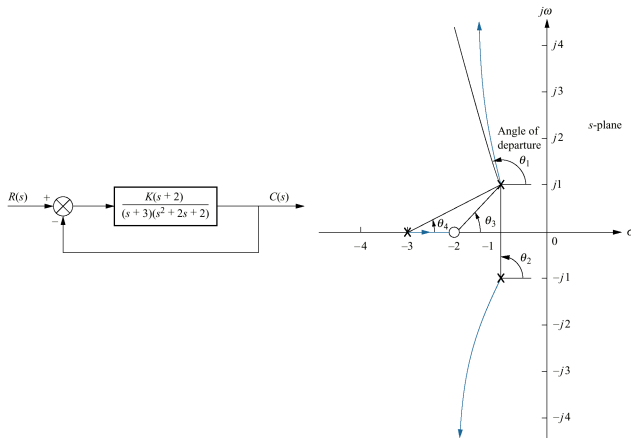 R(s)
+
−
K(s + 2)
(s + 3)(s² + 2s + 2)
C(s)
jω
j4
j3
j2
j1
s-plane
Angle of
departure
θ₁
θ₄
θ₃
θ₂
−4
−3
−2
−1
0
σ
−j1
−j2
−j3
−j4